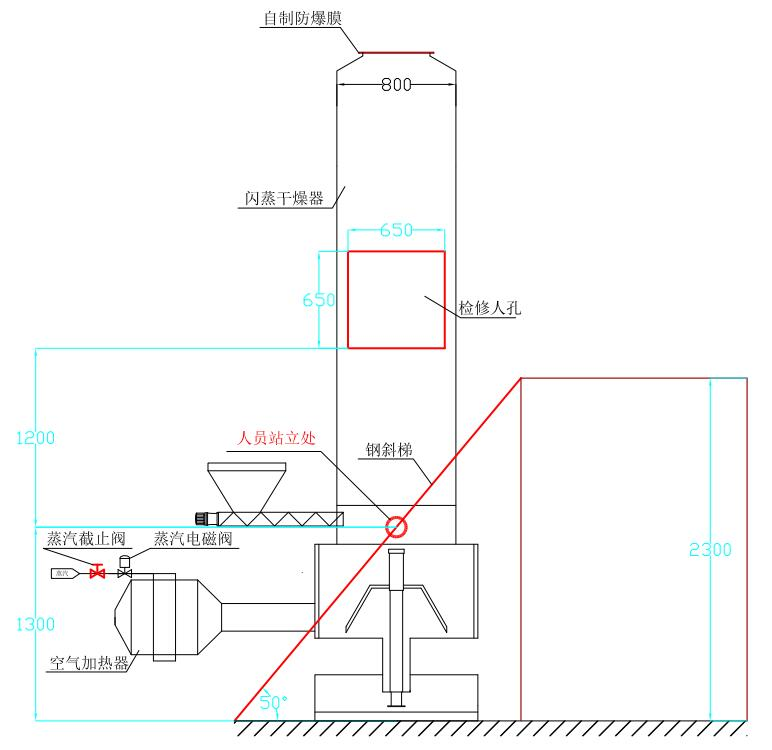 自制防爆膜
800
闪蒸干燥器
650
650
检修人孔
1200
人员站立处
钢斜梯
蒸汽截止阀
蒸汽电磁阀
2300
蒸汽
1300
空气加热器
50°